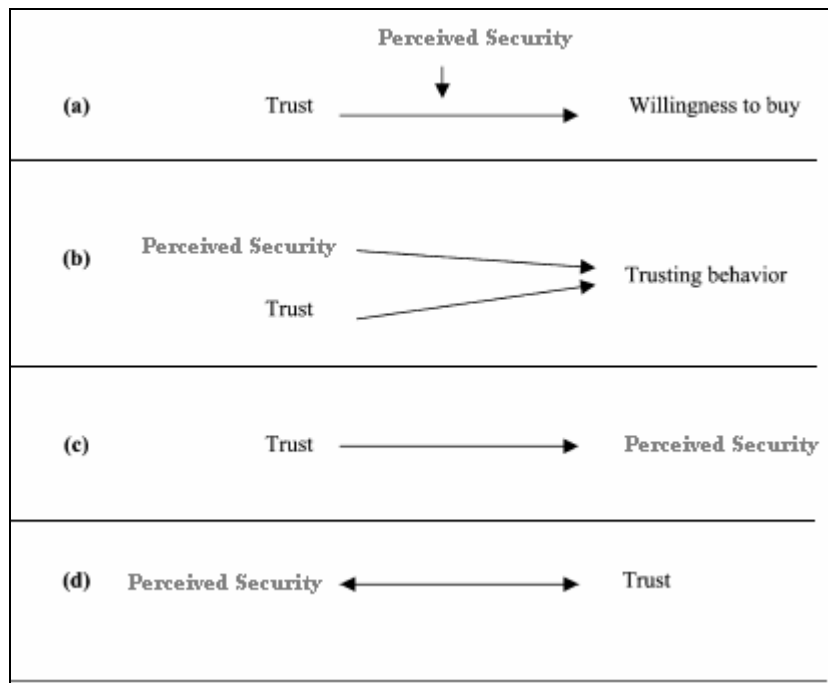 Perceived Security
(a) Trust Willingness to buy
(b) Perceived Security
Trusting behavior
Trust
(c) Trust Perceived Security
(d) Perceived Security Trust